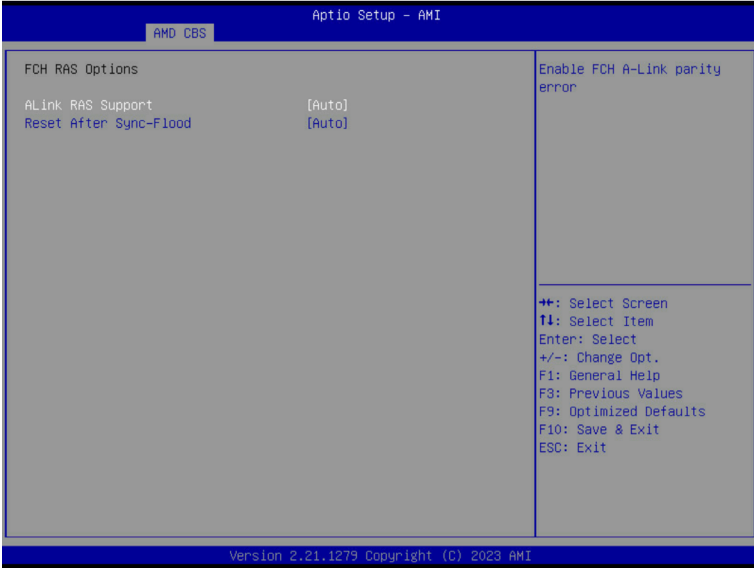 Aptio Setup – AMI
AMD CBS
FCH RAS Options
ALink RAS Support [Auto]
Reset After Sync-Flood [Auto]
Enable FCH A-Link parity
error
→←: Select Screen
↑↓: Select Item
Enter: Select
+/-: Change Opt.
F1: General Help
F3: Previous Values
F9: Optimized Defaults
F10: Save & Exit
ESC: Exit
Version 2.21.1279 Copyright (C) 2023 AMI